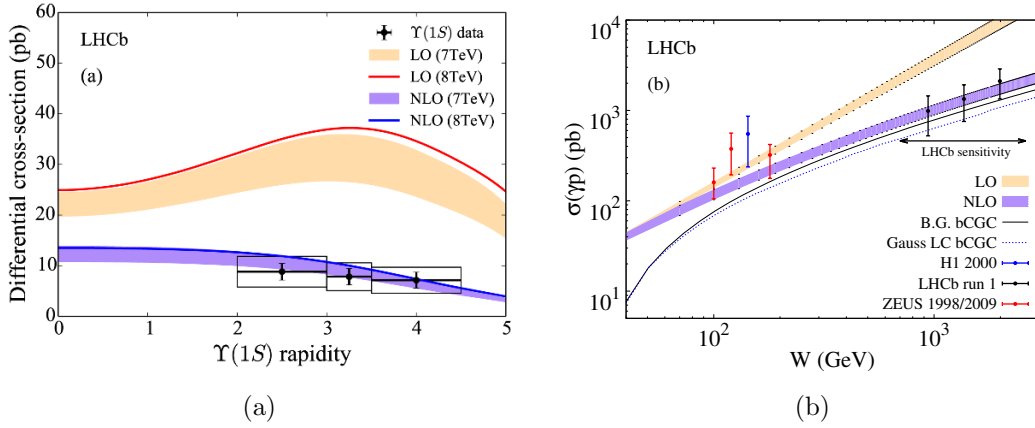 60
50
40
30
20
10
0
Differential cross-section (pb)
LHCb
(a)
ϒ(1S) data
LO (7TeV)
LO (8TeV)
NLO (7TeV)
NLO (8TeV)
0 1 2 3 4 5
ϒ(1S) rapidity
(a)
10⁴
10³
10²
10¹
σ(γp) (pb)
LHCb
(b)
LHCb sensitivity
LO
NLO
B.G. bCGC
Gauss LC bCGC
H1 2000
LHCb run 1
ZEUS 1998/2009
10² 10³
W (GeV)
(b)